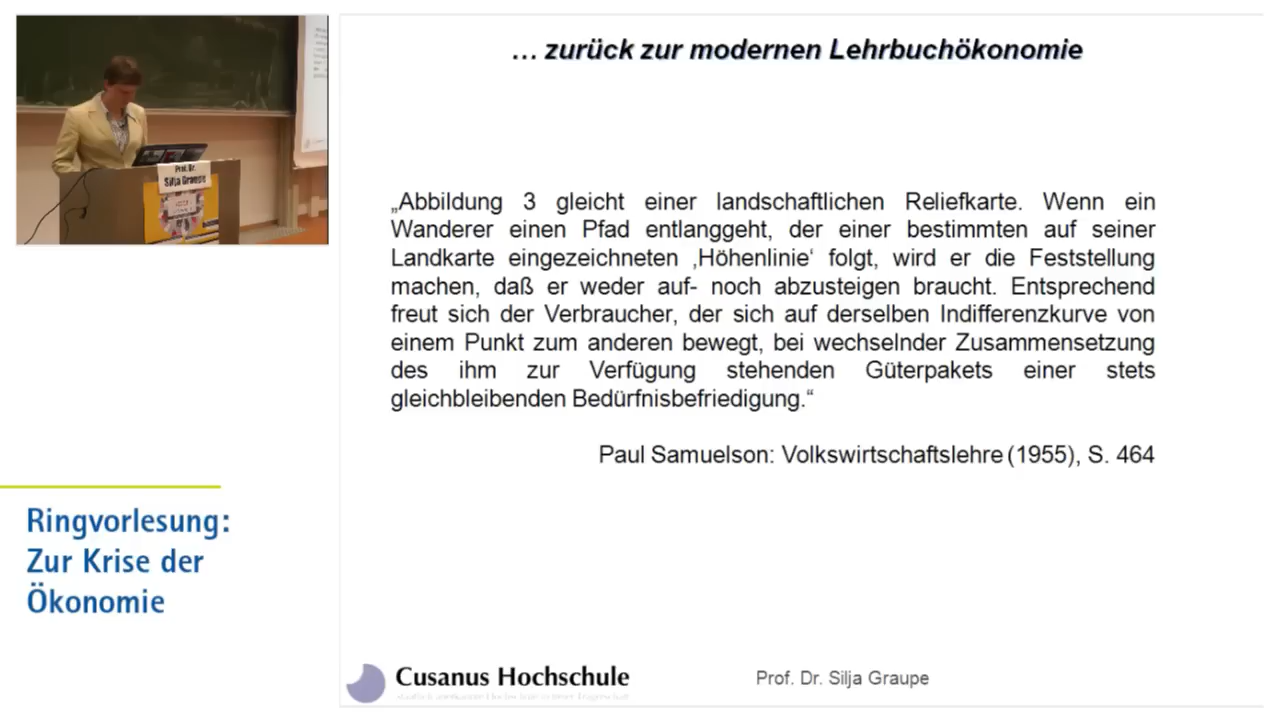 … zurück zur modernen Lehrbuchökonomie
Prof. Dr.
Silja Graupe
„Abbildung 3 gleicht einer landschaftlichen Reliefkarte. Wenn ein
Wanderer einen Pfad entlanggeht, der einer bestimmten auf seiner
Landkarte eingezeichneten ‚Höhenlinie‘ folgt, wird er die Feststellung
machen, daß er weder auf- noch abzusteigen braucht. Entsprechend
freut sich der Verbraucher, der sich auf derselben Indifferenzkurve von
einem Punkt zum anderen bewegt, bei wechselnder Zusammensetzung
des ihm zur Verfügung stehenden Güterpakets einer stets
gleichbleibenden Bedürfnisbefriedigung.“
Paul Samuelson: Volkswirtschaftslehre (1955), S. 464
Ringvorlesung:
Zur Krise der
Ökonomie
Cusanus Hochschule
Prof. Dr. Silja Graupe